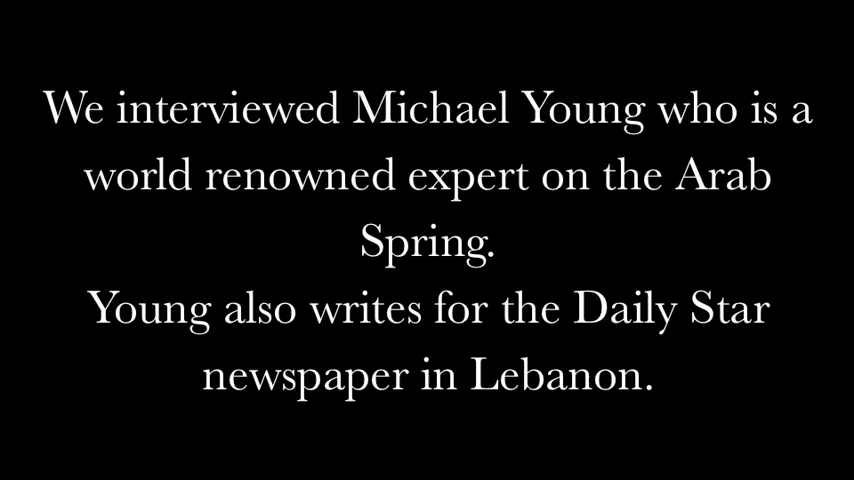 We interviewed Michael Young who is a
world renowned expert on the Arab
Spring.
Young also writes for the Daily Star
newspaper in Lebanon.